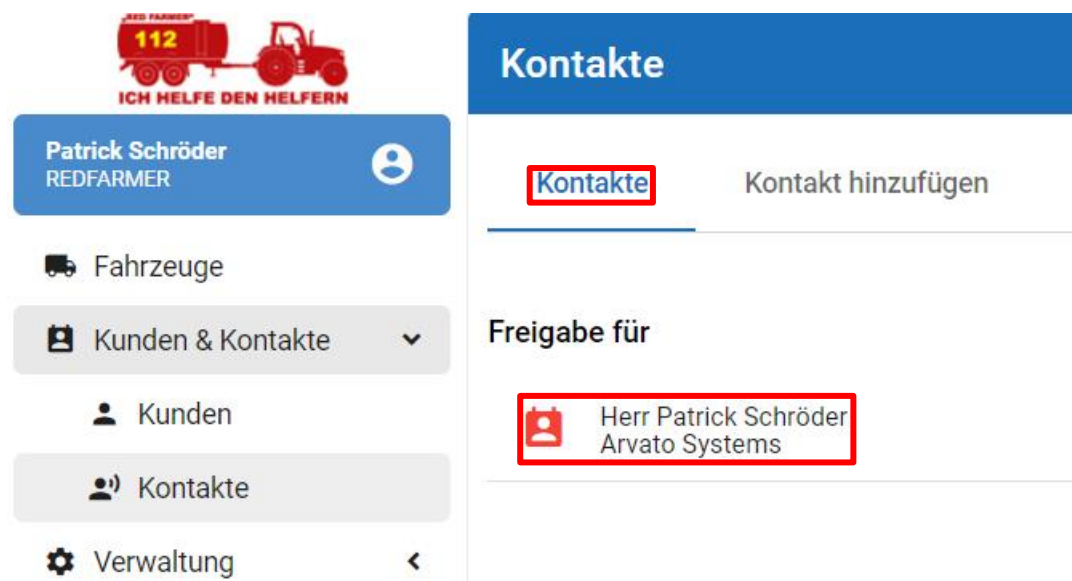 "RED FARMER"
112
ICH HELFE DEN HELFERN
Patrick Schröder
REDFARMER
Fahrzeuge
Kunden & Kontakte
Kunden
Kontakte
Verwaltung
Kontakte
Kontakte
Kontakt hinzufügen
Freigabe für
Herr Patrick Schröder
Arvato Systems